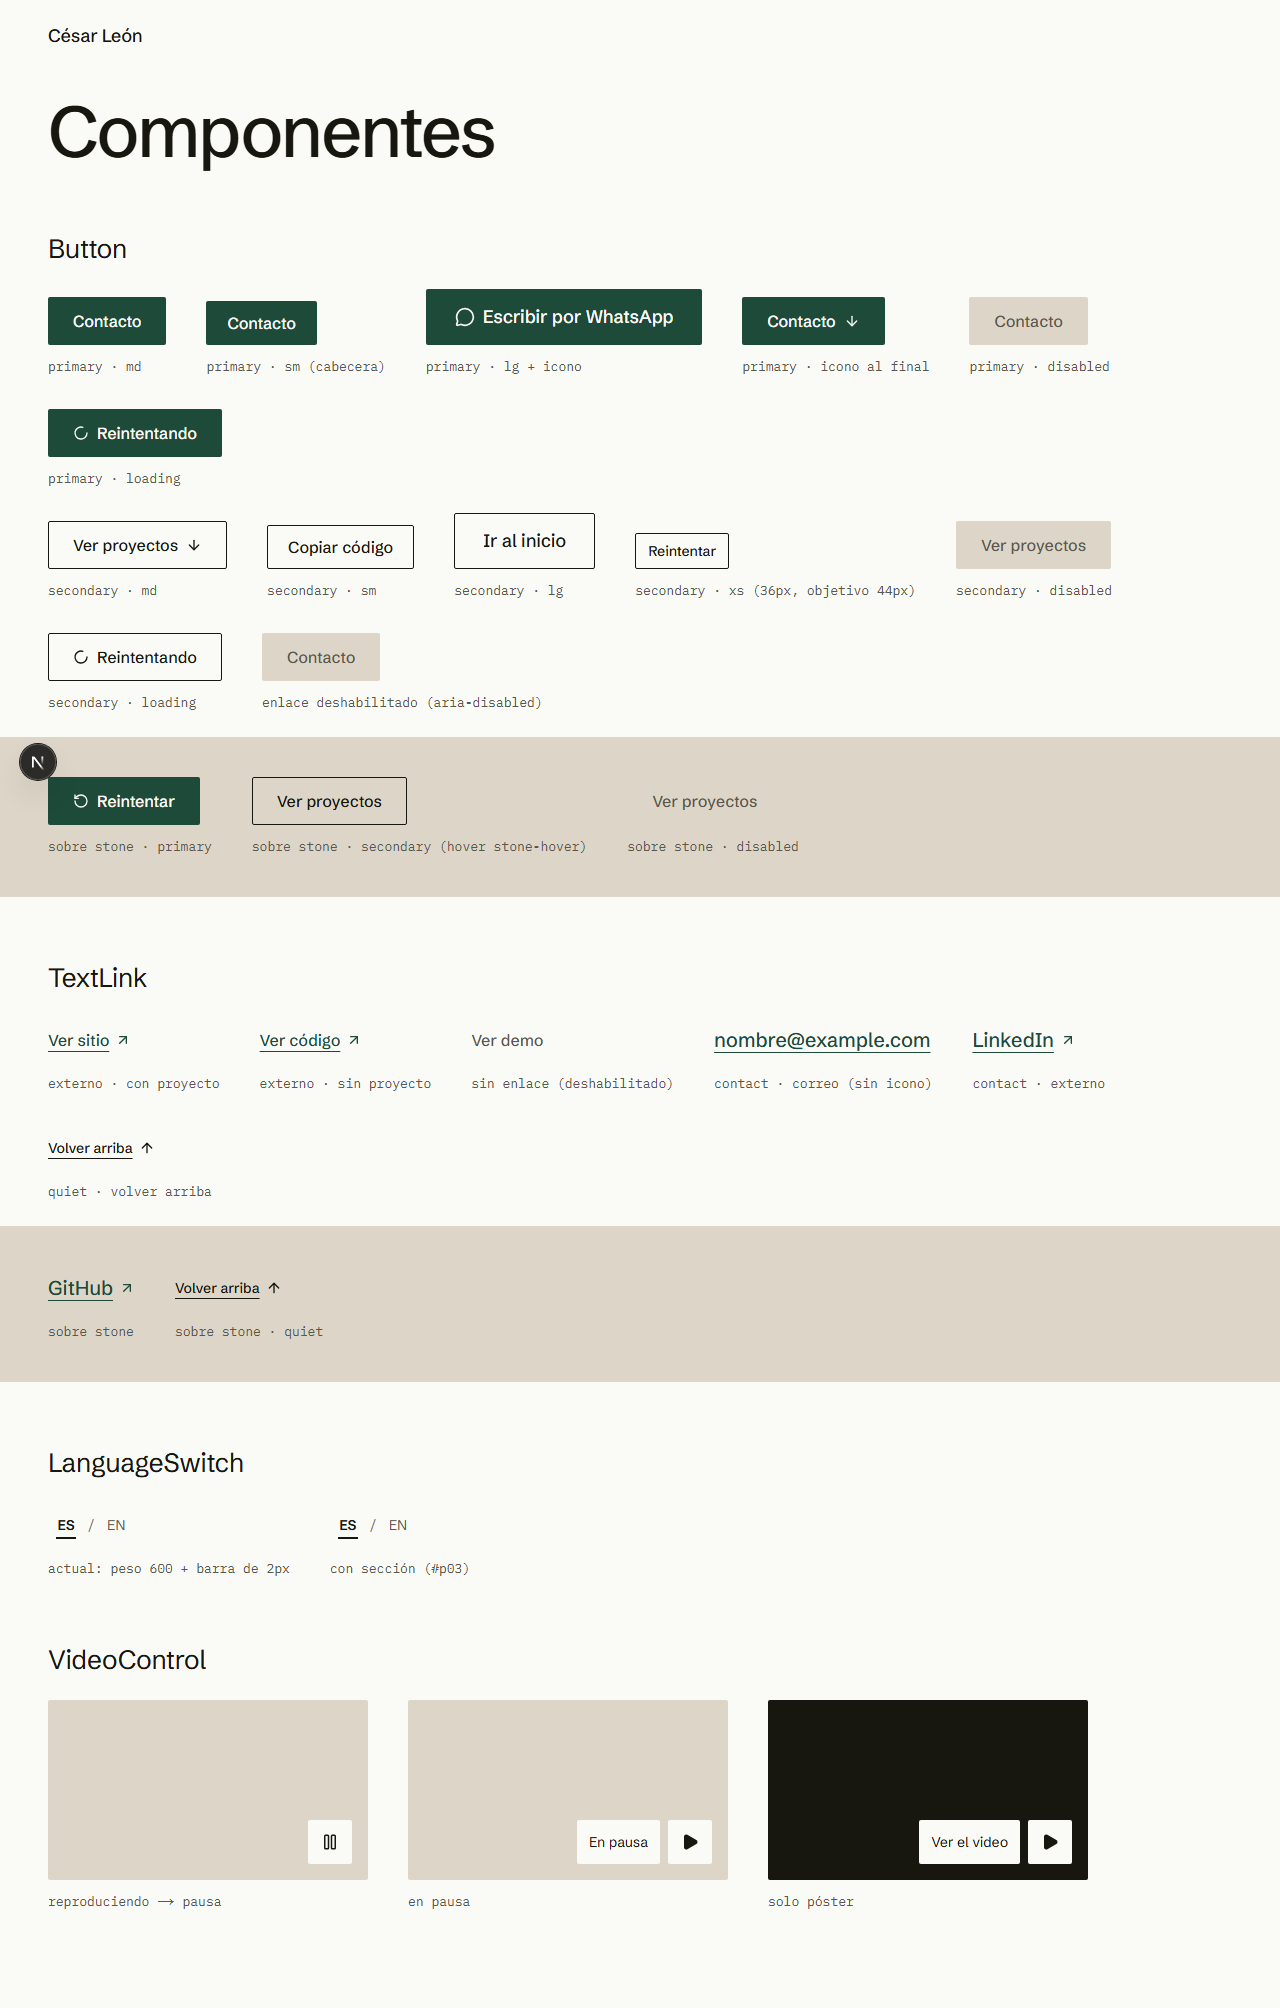 César León
Componentes
Button
Contacto
Contacto
Escribir por WhatsApp
Contacto ↓
Contacto
primary · md
primary · sm (cabecera)
primary · lg + icono
primary · icono al final
primary · disabled
Reintentando
primary · loading
Ver proyectos ↓
Copiar código
Ir al inicio
Reintentar
Ver proyectos
secondary · md
secondary · sm
secondary · lg
secondary · xs (36px, objetivo 44px)
secondary · disabled
Reintentando
Contacto
secondary · loading
enlace deshabilitado (aria-disabled)
N
Reintentar
Ver proyectos
Ver proyectos
sobre stone · primary
sobre stone · secondary (hover stone-hover)
sobre stone · disabled
TextLink
Ver sitio ↗
Ver código ↗
Ver demo
nombre@example.com
LinkedIn ↗
externo · con proyecto
externo · sin proyecto
sin enlace (deshabilitado)
contact · correo (sin icono)
contact · externo
Volver arriba ↑
quiet · volver arriba
GitHub ↗
Volver arriba ↑
sobre stone
sobre stone · quiet
LanguageSwitch
ES / EN
ES / EN
actual: peso 600 + barra de 2px
con sección (#p03)
VideoControl
En pausa
Ver el video
reproduciendo → pausa
en pausa
solo póster